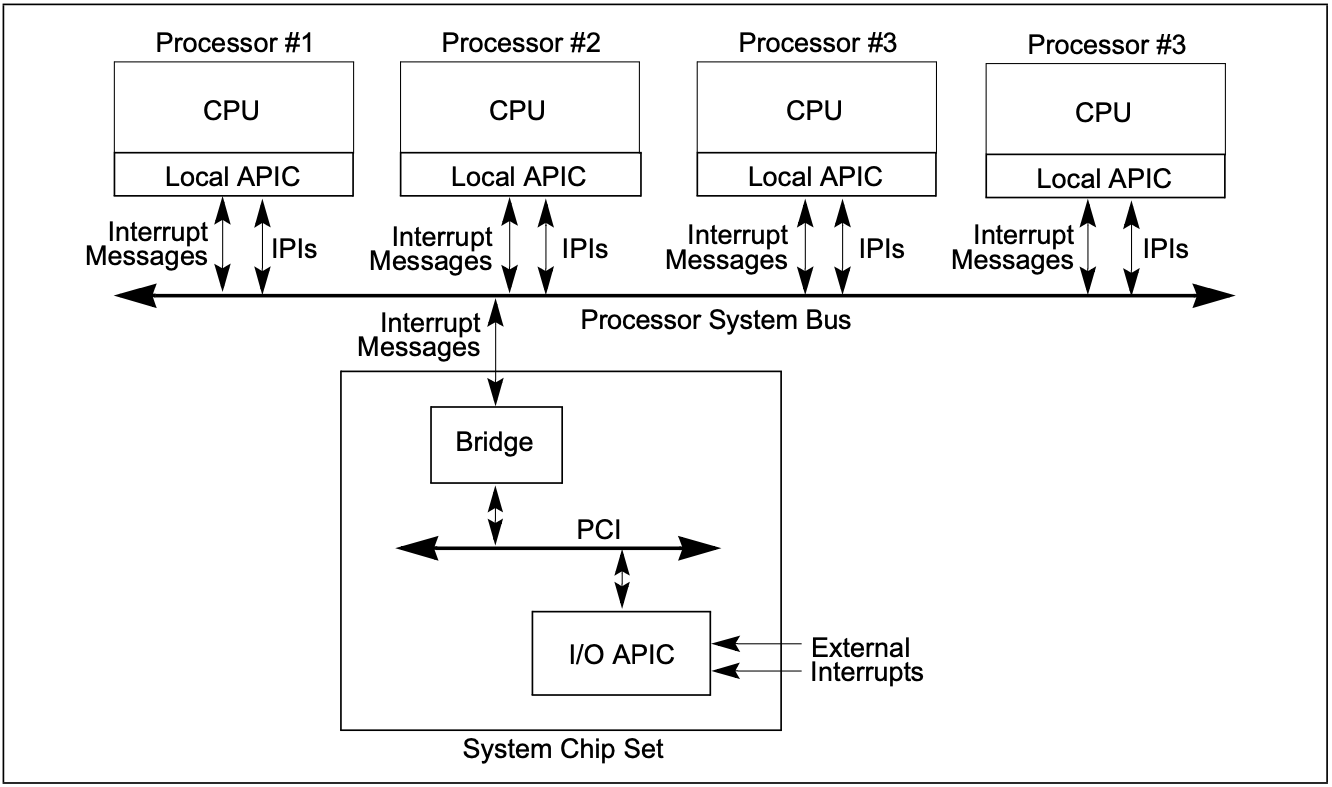 Processor #1
Processor #2
Processor #3
Processor #3
CPU
CPU
CPU
CPU
Local APIC
Local APIC
Local APIC
Local APIC
Interrupt
Messages
IPIs
Interrupt
Messages
IPIs
Interrupt
Messages
IPIs
Interrupt
Messages
IPIs
Processor System Bus
Interrupt
Messages
Bridge
PCI
I/O APIC
External
Interrupts
System Chip Set